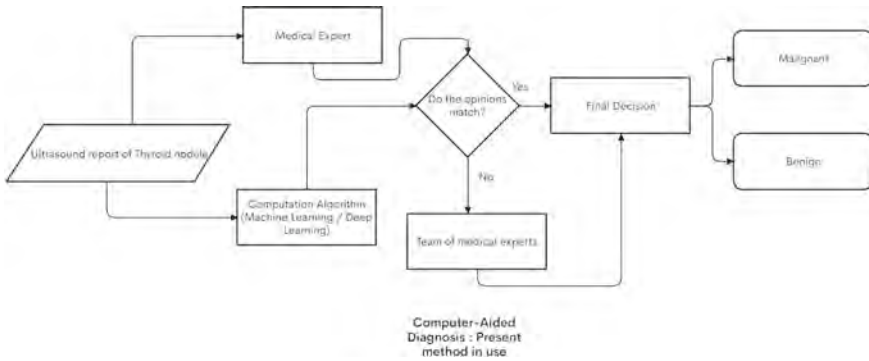 Medical Expert
Malignant
Do the opinions
match?
Yes
Final Decision
Ultrasound report of Thyroid nodule
Benign
No
Computation Algorithm
(Machine Learning / Deep
Learning)
Team of medical experts
Computer-Aided
Diagnosis : Present
method in use